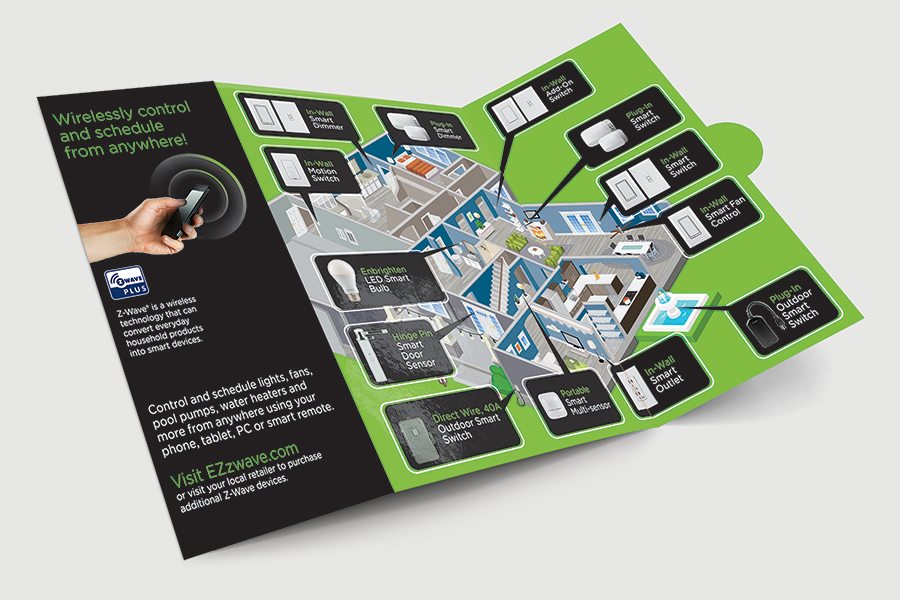 Wirelessly control
and schedule
from anywhere!
Z WAVE
PLUS
Z-Wave® is a wireless
technology that can
convert everyday
household products
into smart devices.
Control and schedule lights, fans,
pool pumps, water heaters and
more from anywhere using your
phone, tablet, PC or smart remote.
Visit EZzwave.com
or visit your local retailer to purchase
additional Z-Wave devices.
In-Wall
Smart
Dimmer
Plug-In
Smart
Dimmer
In-Wall
Motion
Switch
In-Wall
Add-On
Switch
Plug-In
Smart
Switch
In-Wall
Smart
Switch
In-Wall
Smart Fan
Control
Enbrighten
LED Smart
Bulb
Hinge Pin
Smart
Door
Sensor
Direct Wire, 40A
Outdoor Smart
Switch
Portable
Smart
Multi-sensor
In-Wall
Smart
Outlet
Plug-In
Outdoor
Smart
Switch